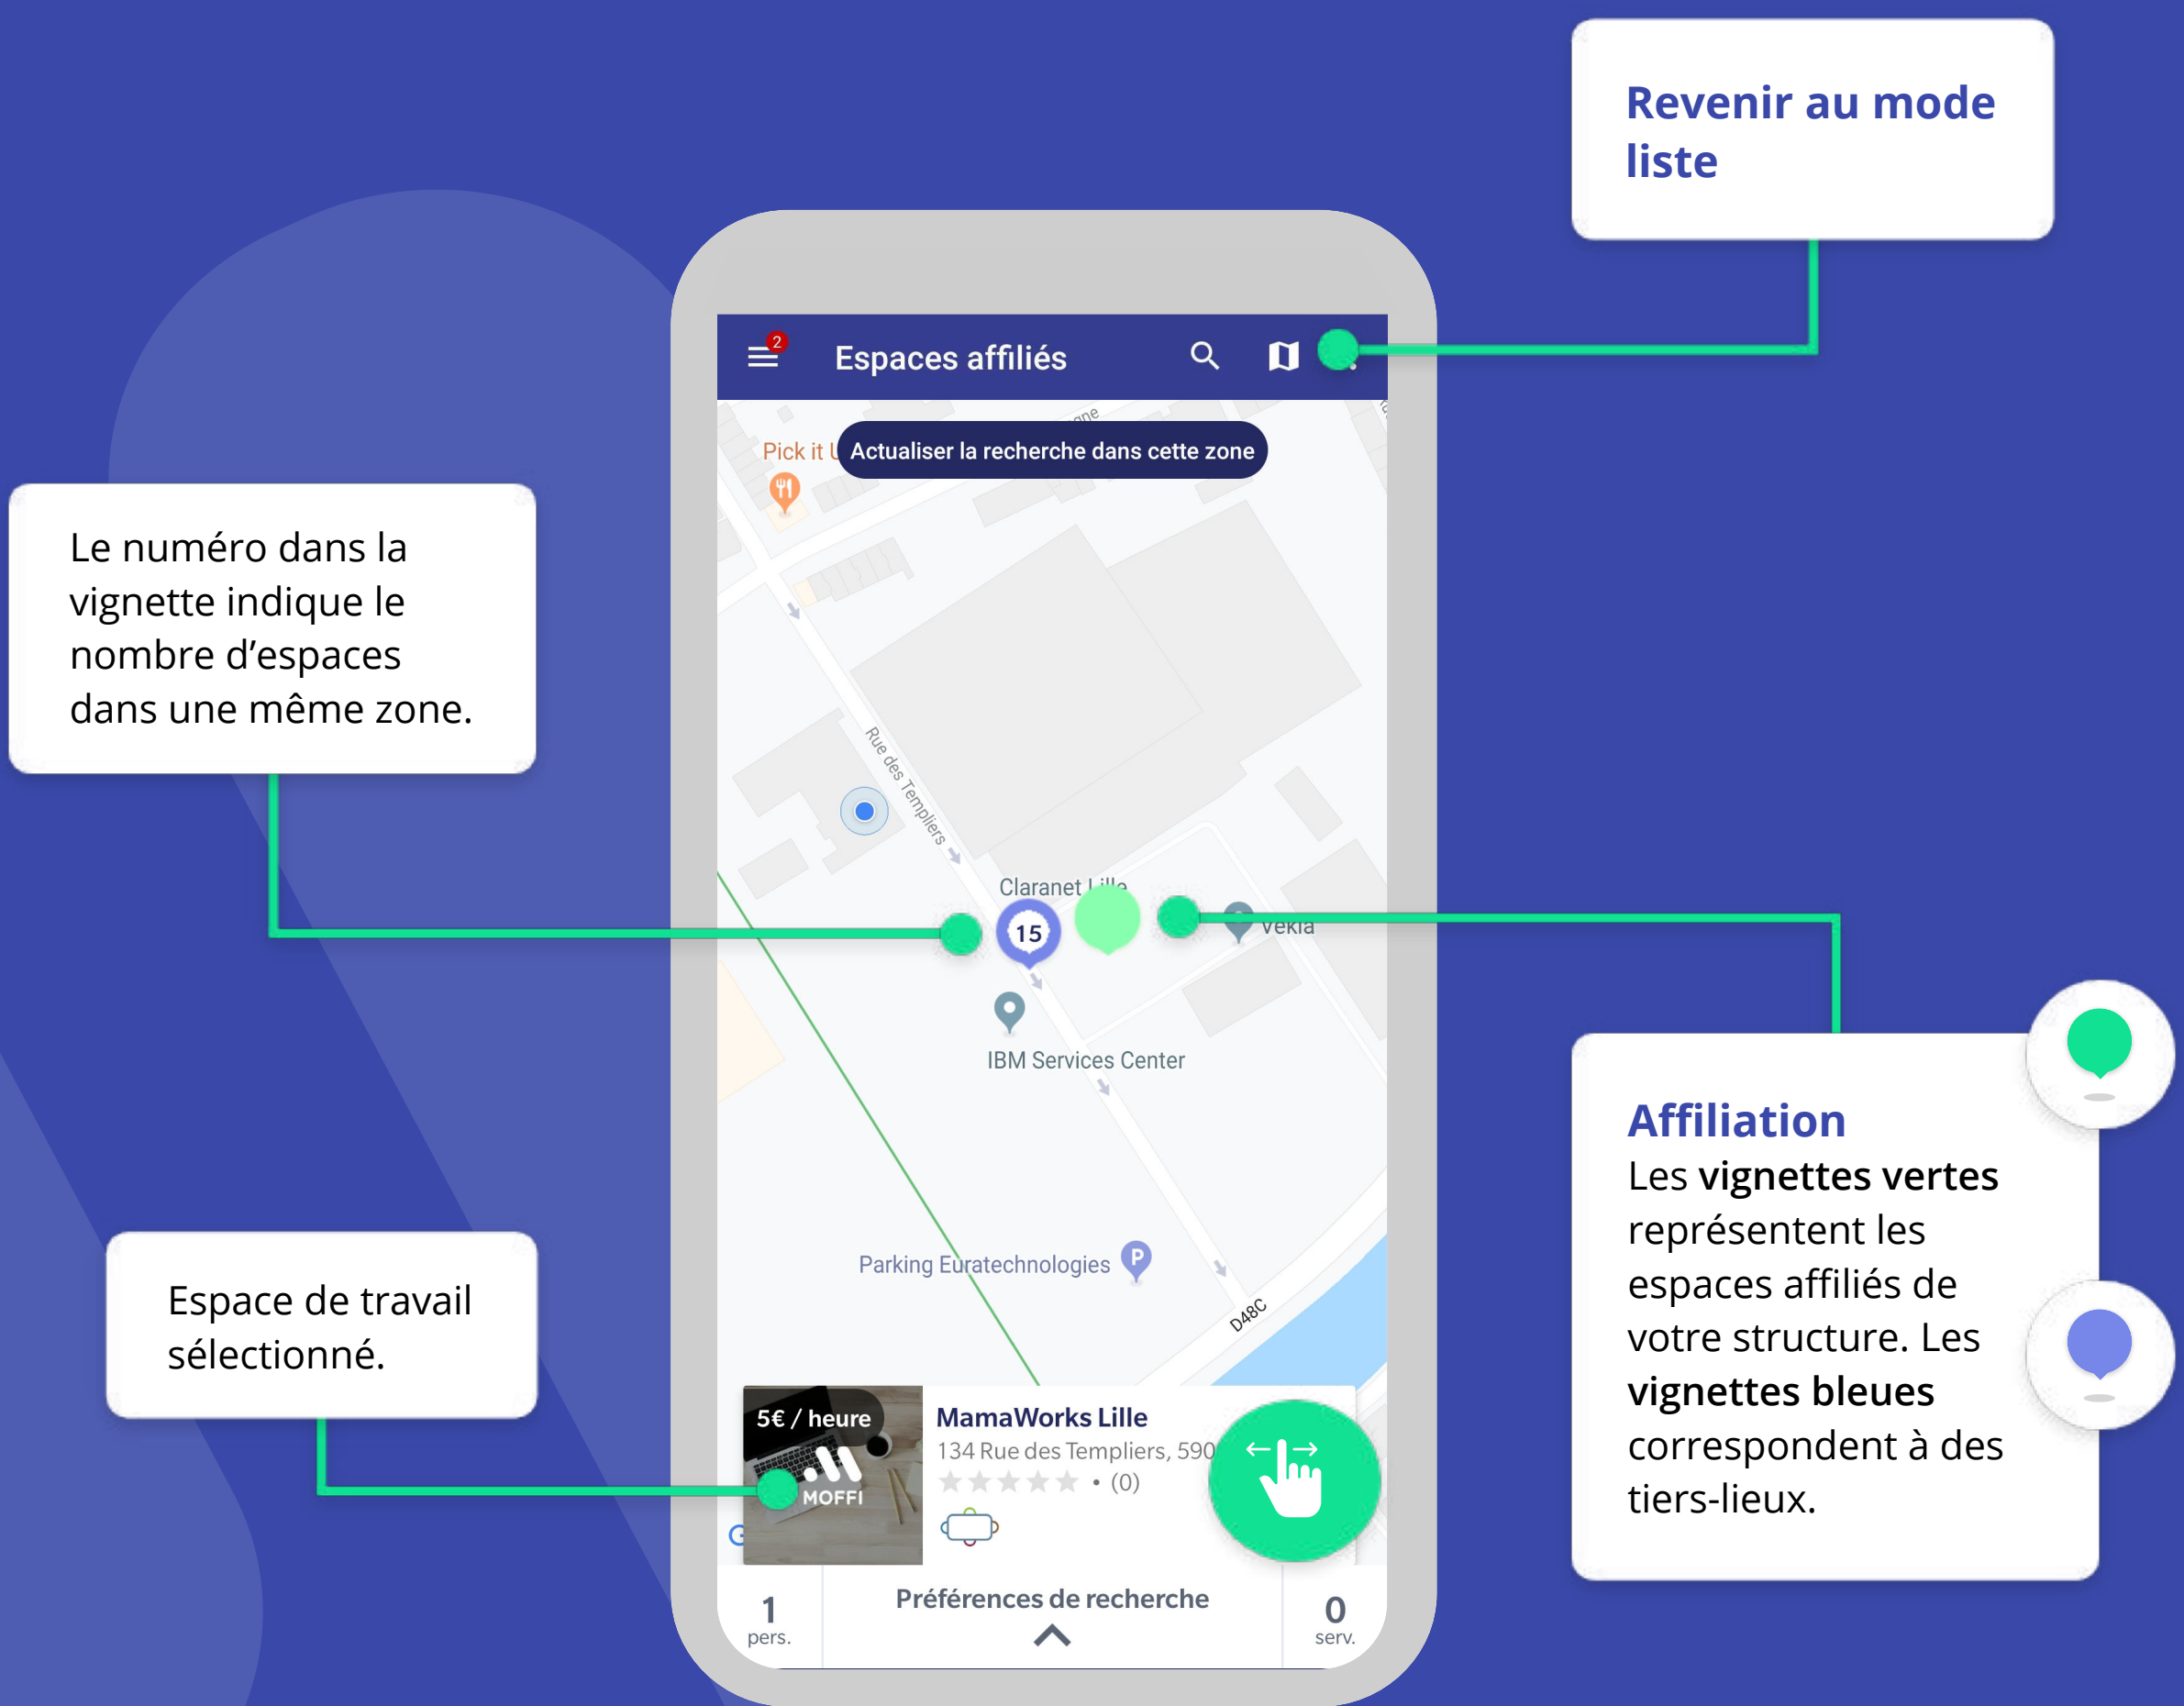 Revenir au mode
liste
2
Espaces affiliés
Pick it
Actualiser la recherche dans cette zone
Le numéro dans la
vignette indique le
nombre d’espaces
dans une même zone.
Rue des Templiers
Claranet Lille
15
Vekia
IBM Services Center
Parking Euratechnologies
P
D48C
Affiliation
Les vignettes vertes
représentent les
espaces affiliés de
votre structure. Les
vignettes bleues
correspondent à des
tiers-lieux.
Espace de travail
sélectionné.
5€ / heure
MOFFI
MamaWorks Lille
134 Rue des Templiers, 590
• (0)
G
1
pers.
Préférences de recherche
0
serv.